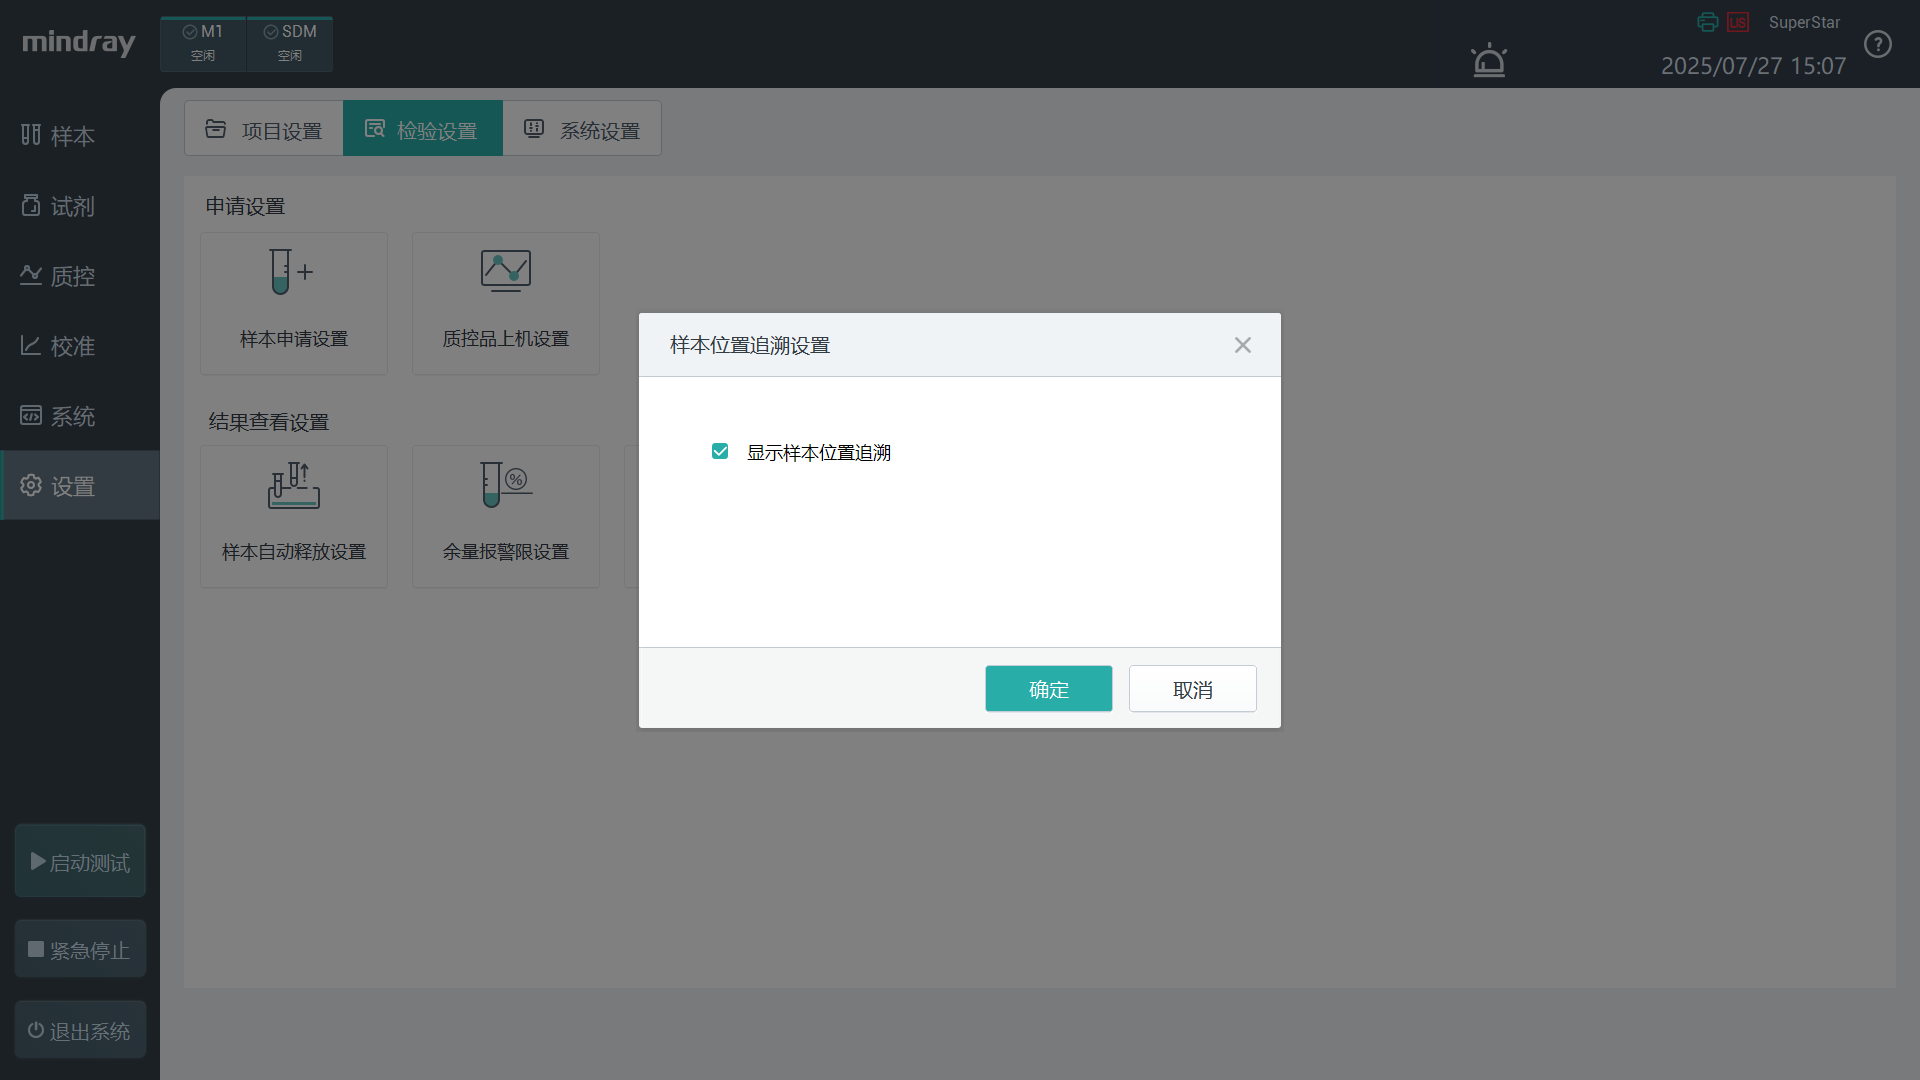 mindray
M1
空闲
SDM
空闲
LIS
SuperStar
2025/07/27 15:07
?
样本
试剂
质控
校准
系统
设置
项目设置
检验设置
系统设置
申请设置
样本申请设置
质控品上机设置
结果查看设置
%
样本自动释放设置
余量报警限设置
样本位置追溯设置
显示样本位置追溯
确定
取消
启动测试
紧急停止
退出系统